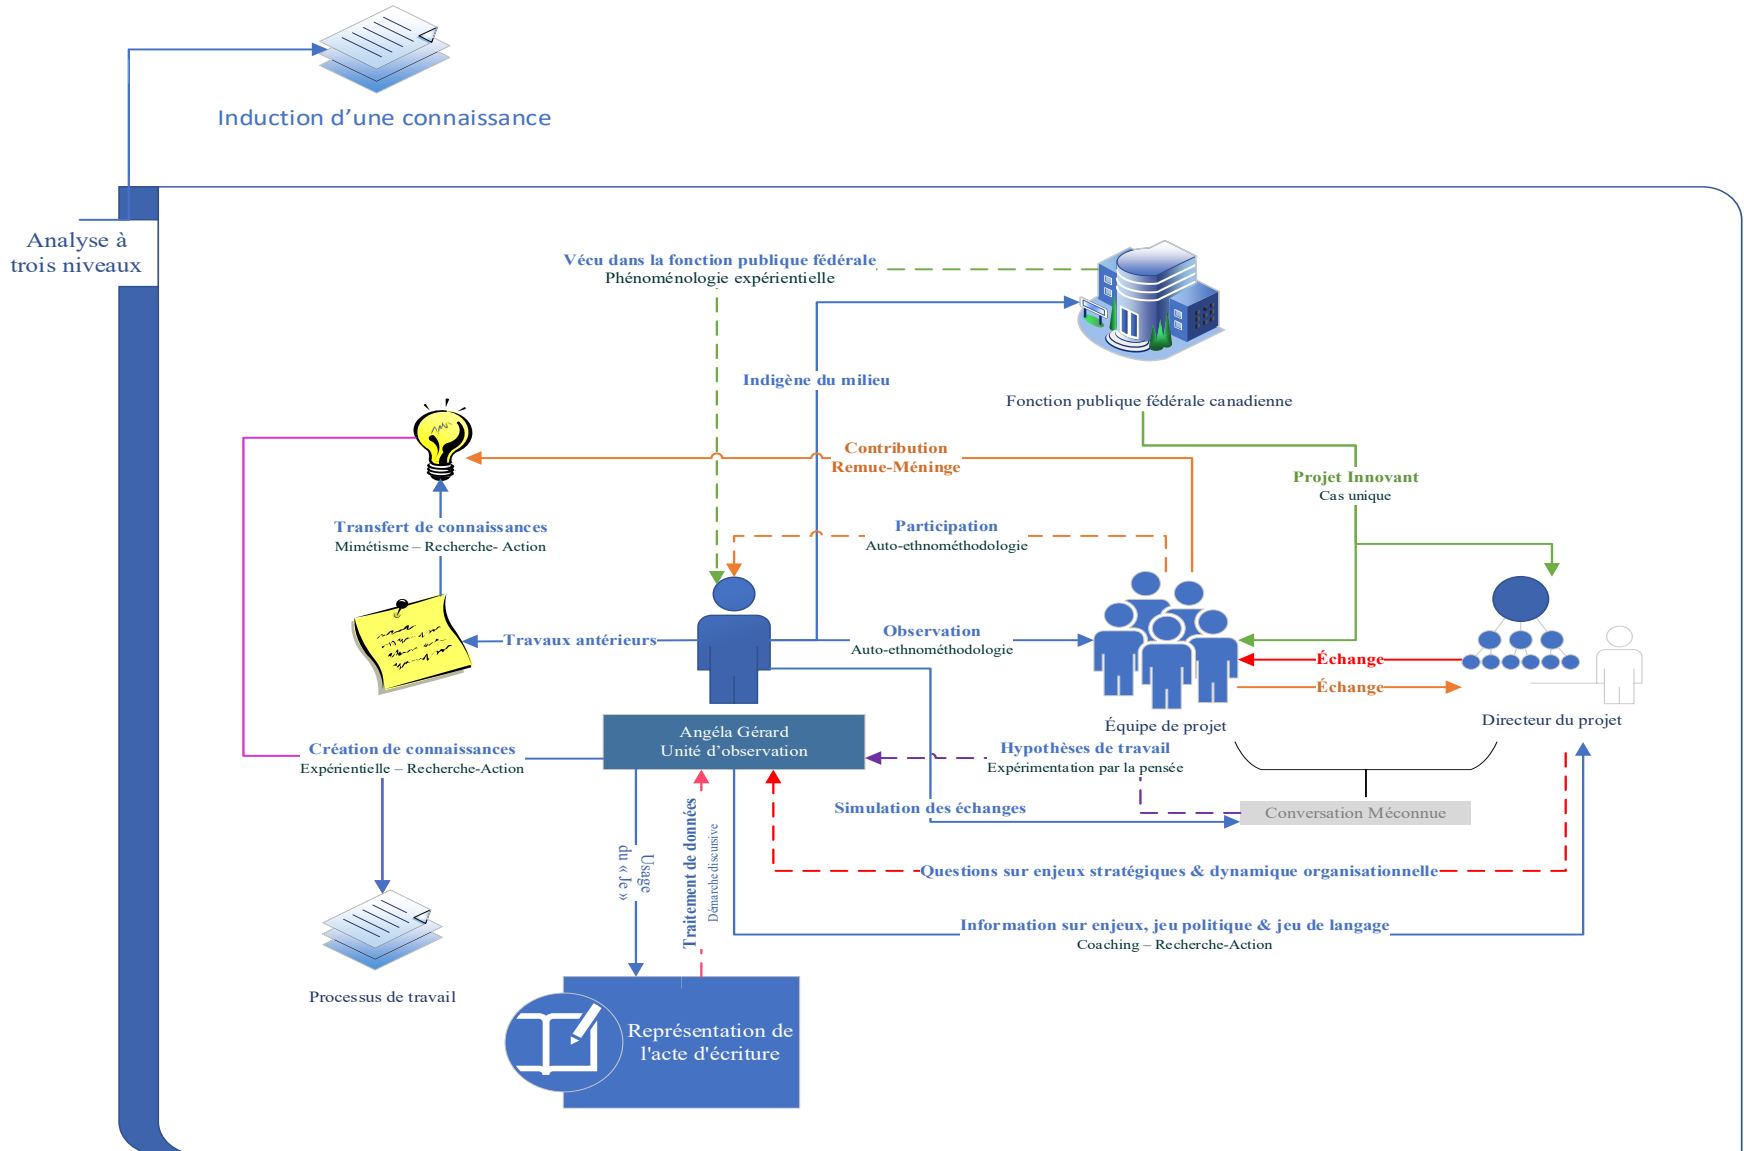 Induction d’une connaissance
Analyse à
trois niveaux
Vécu dans la fonction publique fédérale
Phénoménologie expérientielle
Indigène du milieu
Fonction publique fédérale canadienne
Contribution
Remue-Méninge
Projet Innovant
Cas unique
Transfert de connaissances
Mimétisme – Recherche- Action
Participation
Auto-ethnométhodologie
Travaux antérieurs
Observation
Auto-ethnométhodologie
Échange
Échange
Équipe de projet
Directeur du projet
Angéla Gérard
Unité d’observation
Création de connaissances
Expérientielle – Recherche-Action
Hypothèses de travail
Expérimentation par la pensée
Simulation des échanges
Conversation Méconnue
Usage
du « Je »
Traitement de données
Démarche discursive
Questions sur enjeux stratégiques & dynamique organisationnelle
Information sur enjeux, jeu politique & jeu de langage
Coaching – Recherche-Action
Processus de travail
Représentation de
l'acte d'écriture